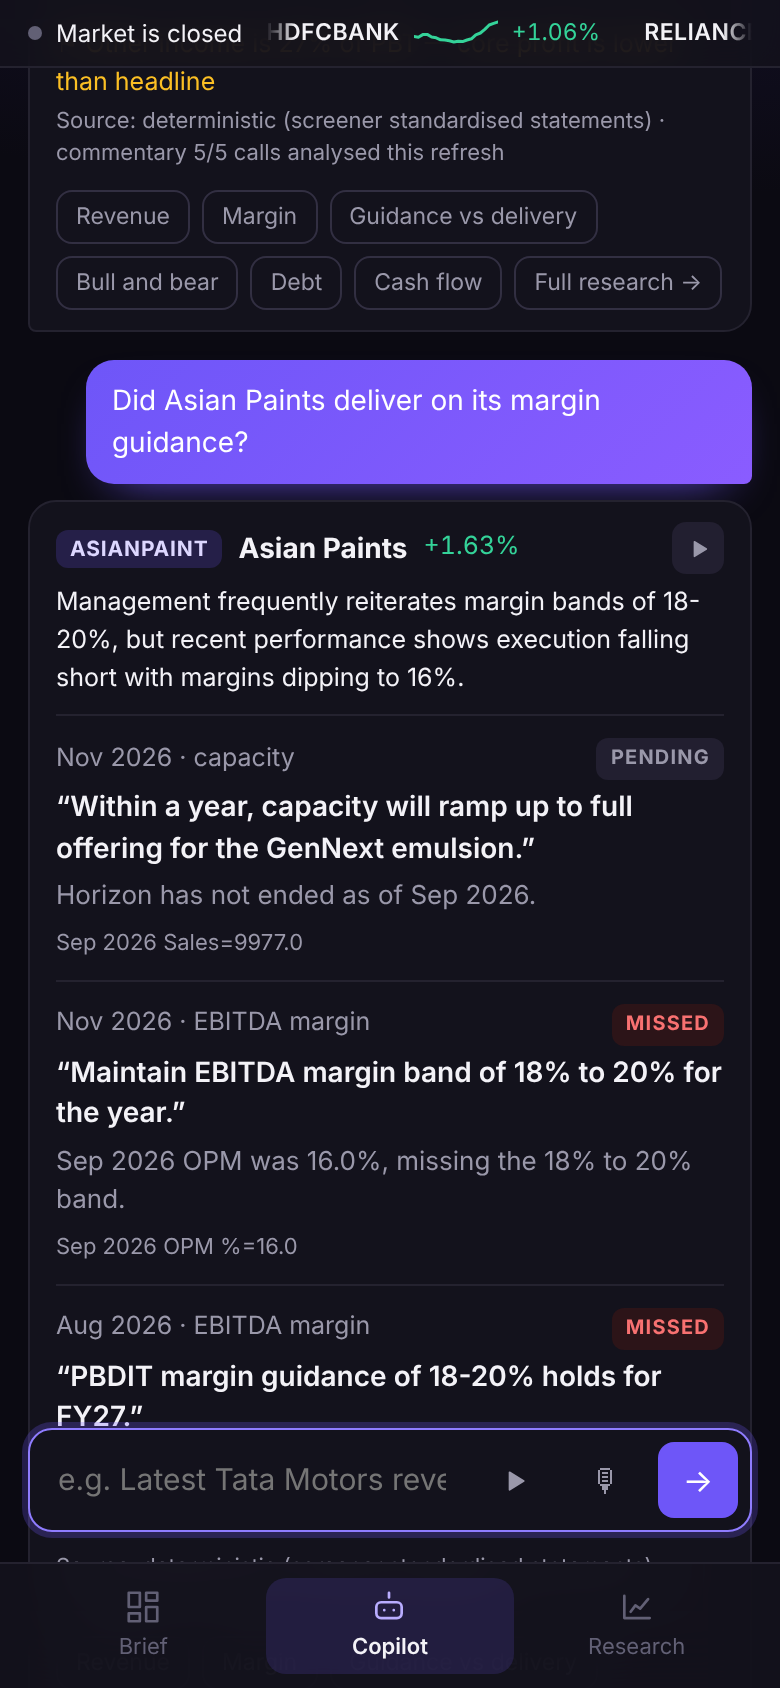 Market is closed HDFCBANK +1.06% RELIANC
than headline
Source: deterministic (screener standardised statements) ·
commentary 5/5 calls analysed this refresh
Revenue Margin Guidance vs delivery
Bull and bear Debt Cash flow Full research →
Did Asian Paints deliver on its margin
guidance?
ASIANPAINT Asian Paints +1.63%
Management frequently reiterates margin bands of 18-
20%, but recent performance shows execution falling
short with margins dipping to 16%.
Nov 2026 · capacity PENDING
“Within a year, capacity will ramp up to full
offering for the GenNext emulsion.”
Horizon has not ended as of Sep 2026.
Sep 2026 Sales=9977.0
Nov 2026 · EBITDA margin MISSED
“Maintain EBITDA margin band of 18% to 20% for
the year.”
Sep 2026 OPM was 16.0%, missing the 18% to 20%
band.
Sep 2026 OPM %=16.0
Aug 2026 · EBITDA margin MISSED
“PBDIT margin guidance of 18-20% holds for
FY27.”
e.g. Latest Tata Motors reve
→
Brief Copilot Research